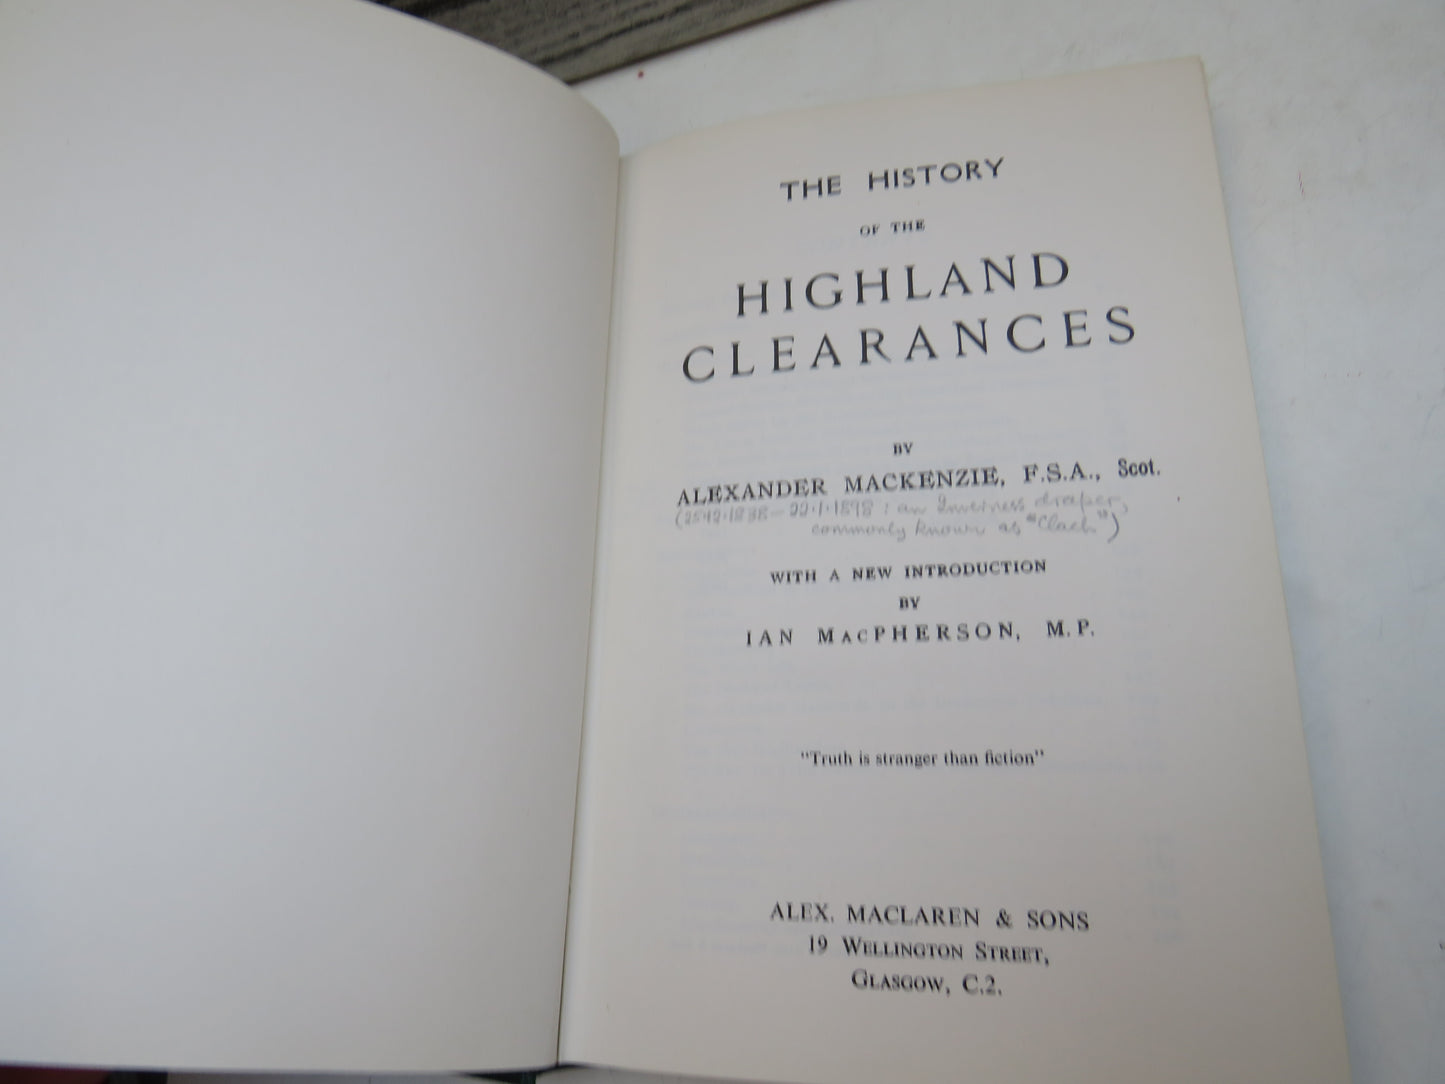 THE HISTORY
OF THE
HIGHLAND
CLEARANCES
BY
ALEXANDER MACKENZIE, F.S.A., Scot.
(25·12·1838 – 22·1·1898 : an Inverness draper,
commonly known as "Clach")
WITH A NEW INTRODUCTION
BY
IAN MACPHERSON, M.P.
"Truth is stranger than fiction"
ALEX. MACLAREN & SONS
19 WELLINGTON STREET,
GLASGOW, C.2.